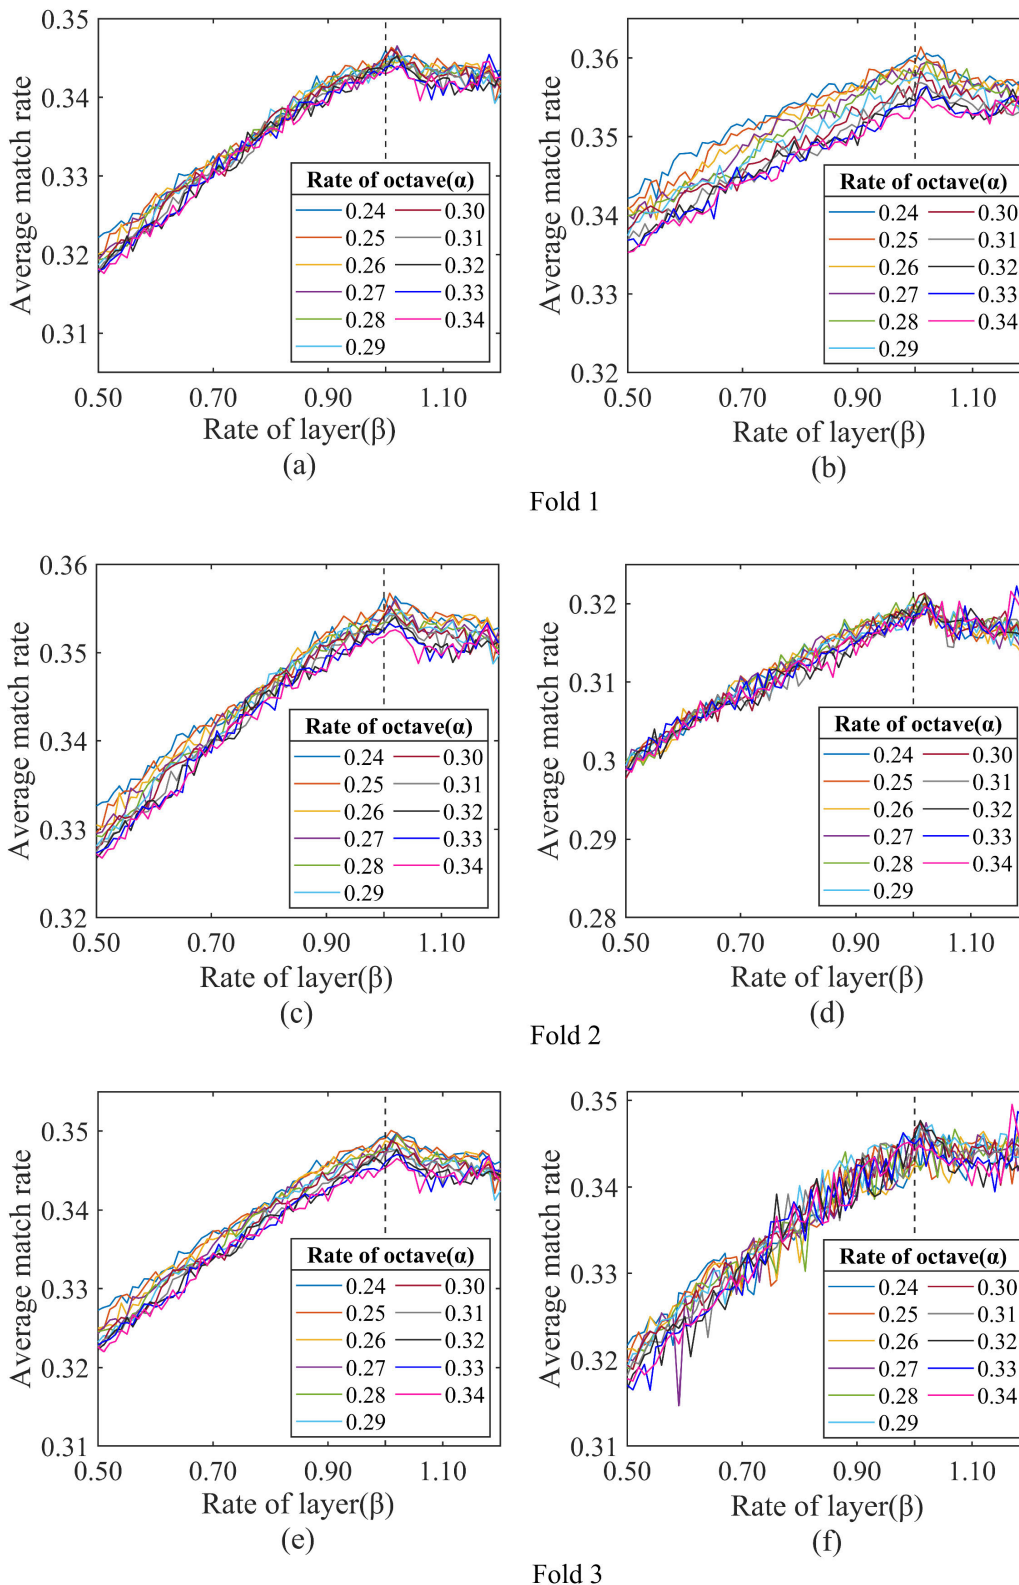 0.35
0.34
0.33
0.32
0.31
Average match rate
Rate of octave(α)
0.24 0.30
0.25 0.31
0.26 0.32
0.27 0.33
0.28 0.34
0.29
0.50 0.70 0.90 1.10
Rate of layer(β)
(a)
0.36
0.35
0.34
0.33
0.32
Average match rate
Rate of octave(α)
0.24 0.30
0.25 0.31
0.26 0.32
0.27 0.33
0.28 0.34
0.29
0.50 0.70 0.90 1.10
Rate of layer(β)
(b)
Fold 1
0.36
0.35
0.34
0.33
0.32
Average match rate
Rate of octave(α)
0.24 0.30
0.25 0.31
0.26 0.32
0.27 0.33
0.28 0.34
0.29
0.50 0.70 0.90 1.10
Rate of layer(β)
(c)
0.32
0.31
0.3
0.29
0.28
Average match rate
Rate of octave(α)
0.24 0.30
0.25 0.31
0.26 0.32
0.27 0.33
0.28 0.34
0.29
0.50 0.70 0.90 1.10
Rate of layer(β)
(d)
Fold 2
0.35
0.34
0.33
0.32
0.31
Average match rate
Rate of octave(α)
0.24 0.30
0.25 0.31
0.26 0.32
0.27 0.33
0.28 0.34
0.29
0.50 0.70 0.90 1.10
Rate of layer(β)
(e)
0.35
0.34
0.33
0.32
0.31
Average match rate
Rate of octave(α)
0.24 0.30
0.25 0.31
0.26 0.32
0.27 0.33
0.28 0.34
0.29
0.50 0.70 0.90 1.10
Rate of layer(β)
(f)
Fold 3